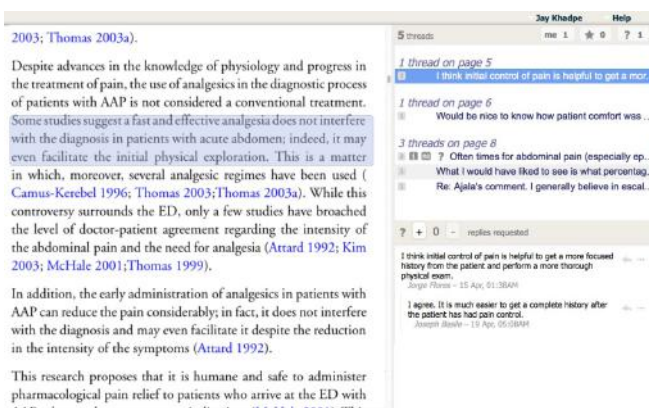 Jay Khadpe Help
2003; Thomas 2003a).
Despite advances in the knowledge of physiology and progress in
the treatment of pain, the use of analgesics in the diagnostic process
of patients with AAP is not considered a conventional treatment.
Some studies suggest a fast and effective analgesia does not interfere
with the diagnosis in patients with acute abdomen; indeed, it may
even facilitate the initial physical exploration. This is a matter
in which, moreover, several analgesic regimes have been used (
Camus-Kerebel 1996; Thomas 2003;Thomas 2003a). While this
controversy surrounds the ED, only a few studies have broached
the level of doctor-patient agreement regarding the intensity of
the abdominal pain and the need for analgesia (Attard 1992; Kim
2003; McHale 2001;Thomas 1999).
In addition, the early administration of analgesics in patients with
AAP can reduce the pain considerably; in fact, it does not interfere
with the diagnosis and may even facilitate it despite the reduction
in the intensity of the symptoms (Attard 1992).
This research proposes that it is humane and safe to administer
pharmacological pain relief to patients who arrive at the ED with
5 threads me 1 ★ 0 ? 1
1 thread on page 5
I think initial control of pain is helpful to get a mor...
1 thread on page 6
Would be nice to know how patient comfort was ...
3 threads on page 8
? Often times for abdominal pain (especially ep...
What I would have liked to see is what percentag...
Re: Ajala's comment. I generally believe in escal...
? + 0 - replies requested
I think initial control of pain is helpful to get a more focused
history from the patient and perform a more thorough
physical exam.
Jorge Flores – 15 Apr, 01:38AM
I agree. It is much easier to get a complete history after
the patient has had pain control.
Joseph Basile – 19 Apr, 05:08AM